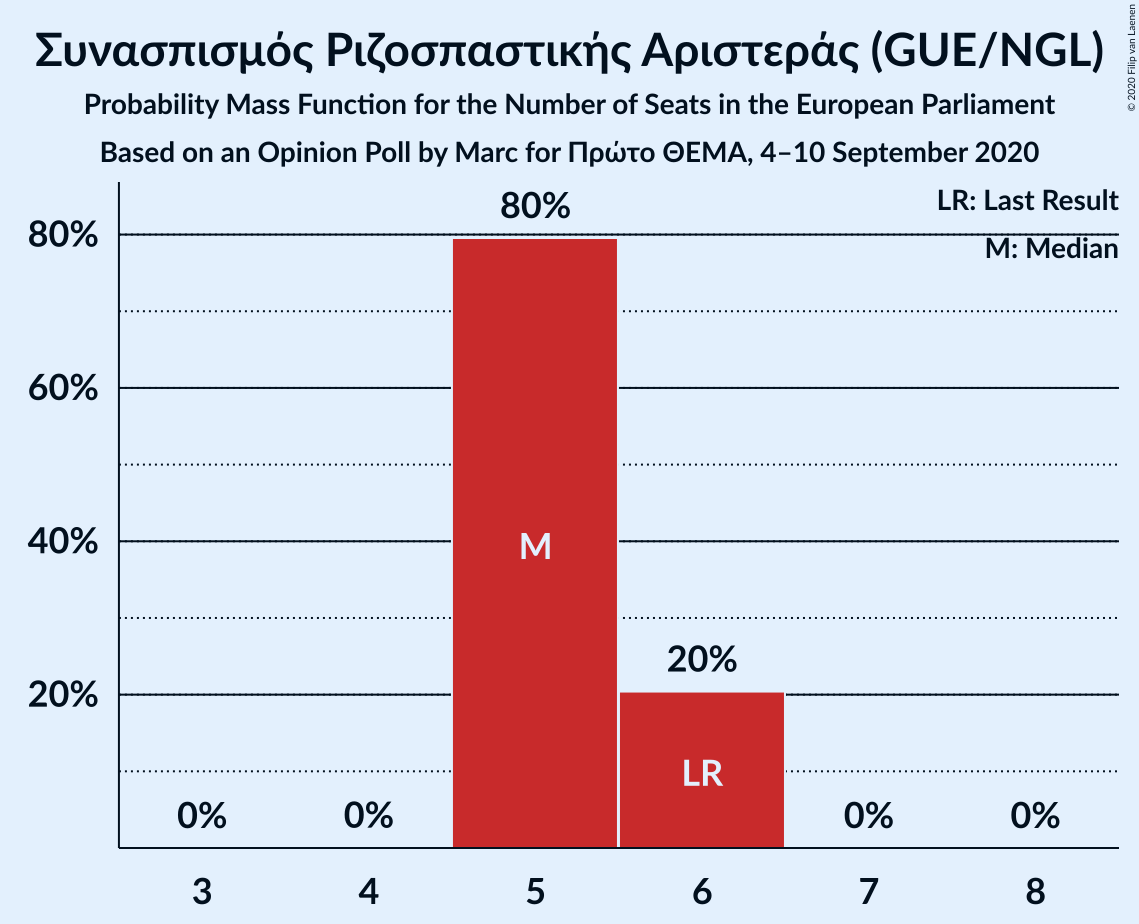 Συνασπισμός Ριζοσπαστικής Αριστεράς (GUE/NGL)
Probability Mass Function for the Number of Seats in the European Parliament
Based on an Opinion Poll by Marc for Πρώτο ΘΕΜΑ, 4–10 September 2020
© 2020 Filip van Laenen
LR: Last Result
M: Median
80%
60%
40%
20%
0%
0%
80%
M
20%
LR
0%
0%
3
4
5
6
7
8